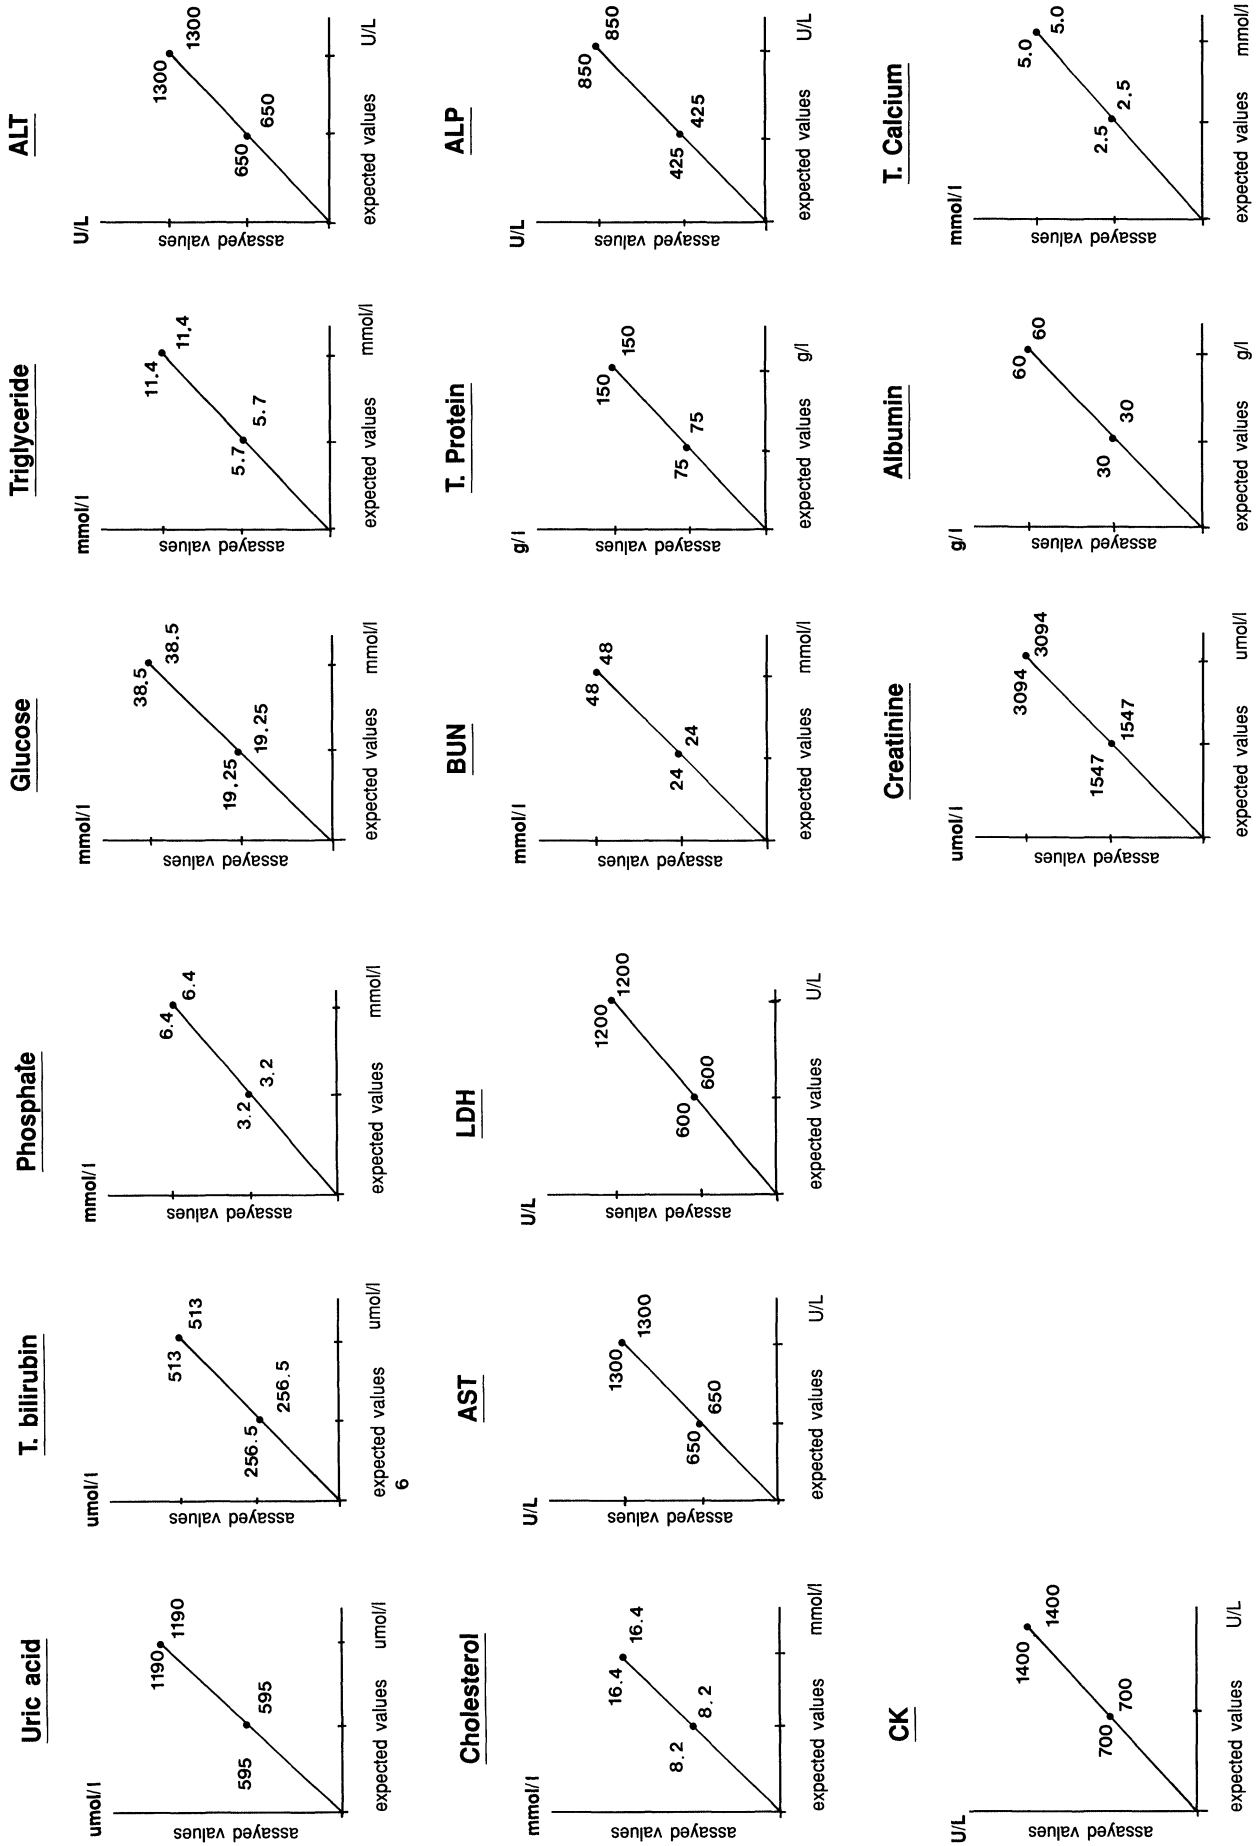 Uric acid
umol/l
assayed values
1190
1190
595
595
expected values
umol/l
T. bilirubin
umol/l
assayed values
513
513
256.5
256.5
expected values
umol/l
6
Phosphate
mmol/l
assayed values
6.4
6.4
3.2
3.2
expected values
mmol/l
Glucose
mmol/l
assayed values
38.5
38.5
19.25
19.25
expected values
mmol/l
Triglyceride
mmol/l
assayed values
11.4
11.4
5.7
5.7
expected values
mmol/l
ALT
U/L
assayed values
1300
1300
650
650
expected values
U/L
Cholesterol
mmol/l
assayed values
16.4
16.4
8.2
8.2
expected values
mmol/l
AST
U/L
assayed values
1300
1300
650
650
expected values
U/L
LDH
U/L
assayed values
1200
1200
600
600
expected values
U/L
BUN
mmol/l
assayed values
48
48
24
24
expected values
mmol/l
T. Protein
g/l
assayed values
150
150
75
75
expected values
g/l
ALP
U/L
assayed values
850
850
425
425
expected values
U/L
CK
U/L
assayed values
1400
1400
700
700
expected values
U/L
Creatinine
umol/l
assayed values
3094
3094
1547
1547
expected values
umol/l
Albumin
g/l
assayed values
60
60
30
30
expected values
g/l
T. Calcium
mmol/l
assayed values
5.0
5.0
2.5
2.5
expected values
mmol/l